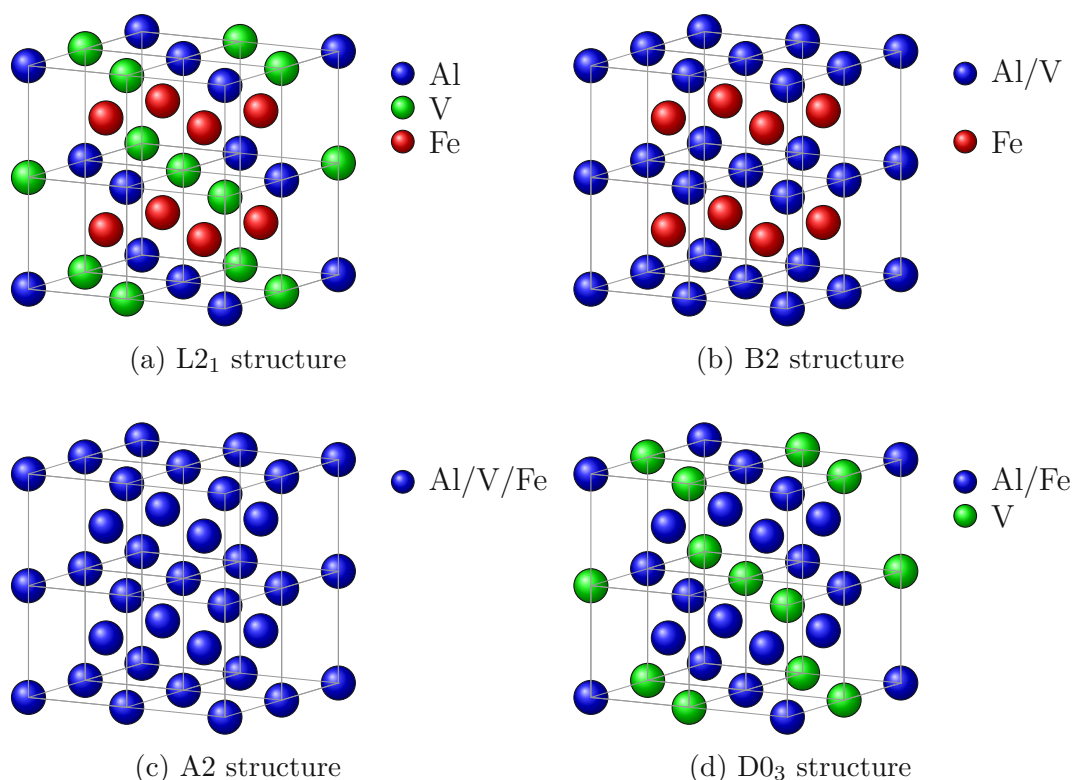 Al
V
Fe
(a) L2₁ structure
Al/V
Fe
(b) B2 structure
Al/V/Fe
(c) A2 structure
Al/Fe
V
(d) D0₃ structure